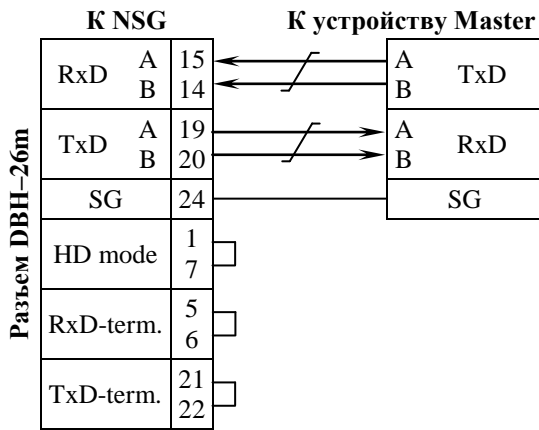 К NSG К устройству Master
RxD A 15 A TxD
B 14 B
TxD A 19 A RxD
B 20 B
SG 24 SG
HD mode 1
7
RxD-term. 5
6
TxD-term. 21
22
Разъем DBH–26m